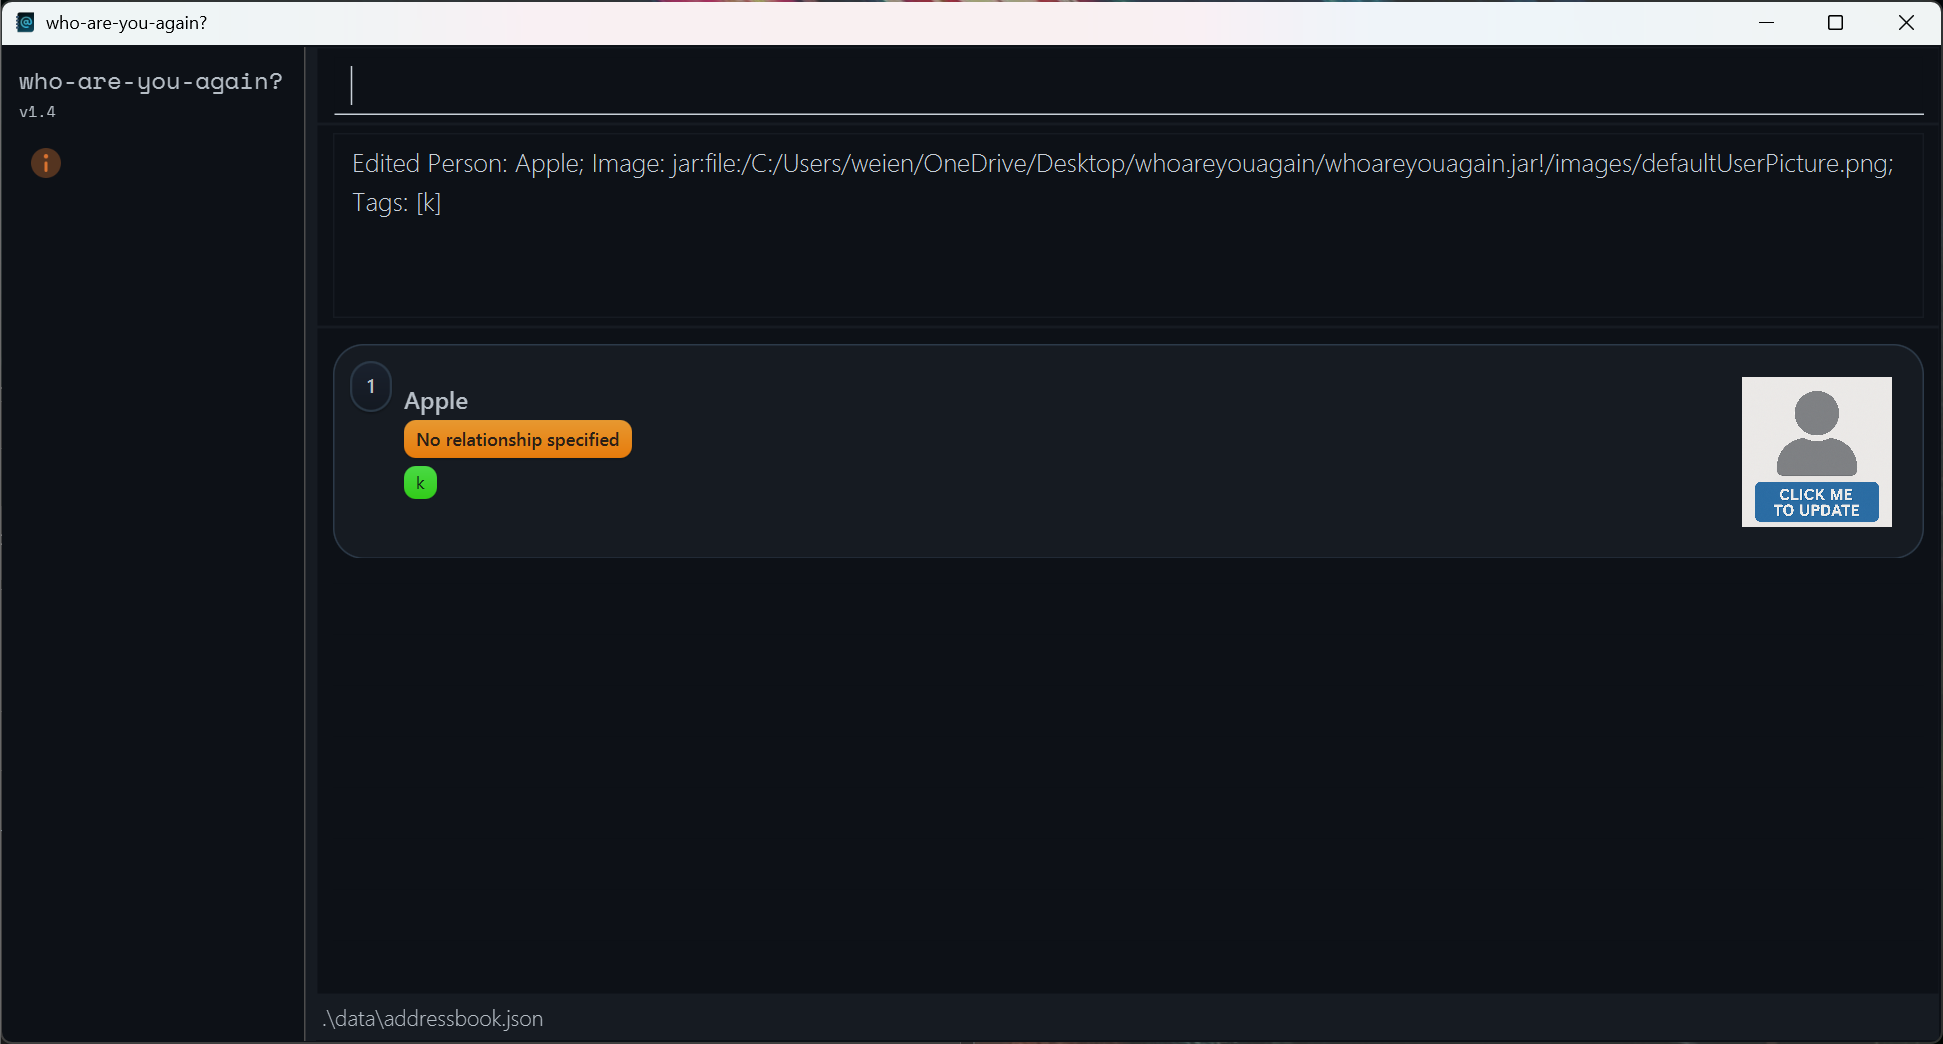 who-are-you-again?
who-are-you-again?
v1.4
Edited Person: Apple; Image: jar:file:/C:/Users/weien/OneDrive/Desktop/whoareyouagain/whoareyouagain.jar!/images/defaultUserPicture.png;
Tags: [k]
1
Apple
No relationship specified
k
CLICK ME
TO UPDATE
.\data\addressbook.json